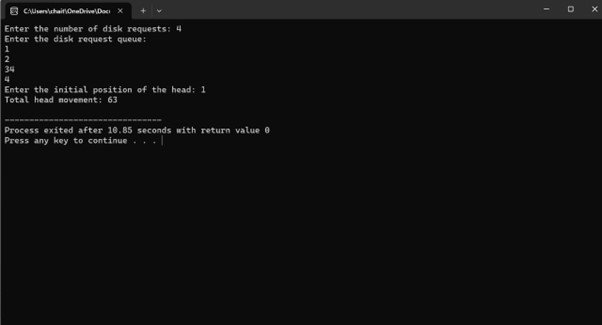 C:\Users\chait\OneDrive\Doc
Enter the number of disk requests: 4
Enter the disk request queue:
1
2
34
4
Enter the initial position of the head: 1
Total head movement: 63
--------------------------------
Process exited after 10.85 seconds with return value 0
Press any key to continue . . .